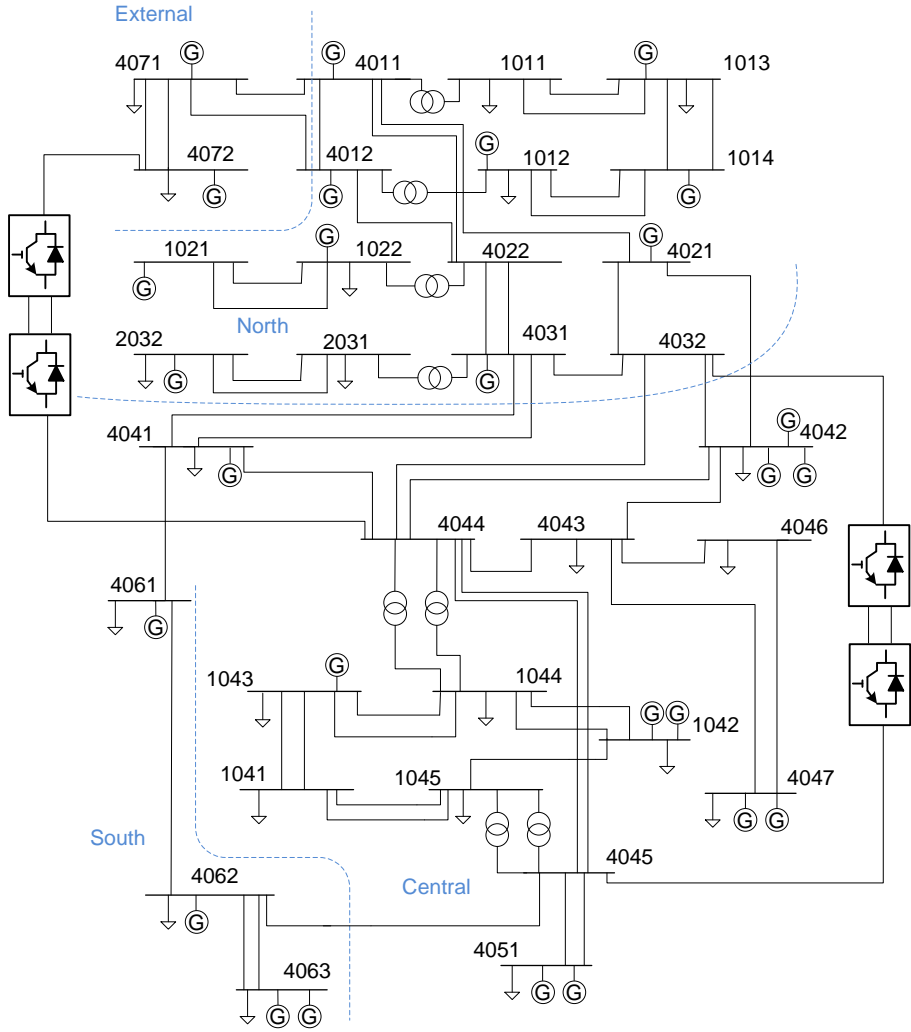 External
G G G
4071 4011 1011 1013
G
4072 4012 1012 1014
G G G
G G
1021 1022 4022 4021
G
North
2032 2031 4031 4032
G G
G
4041 4042
G G G
4044 4043 4046
4061
G
G
1043 1044 G G
1042
1041 1045 4047
G G
South
4045
4062 Central
G
4051
4063 G G
G G